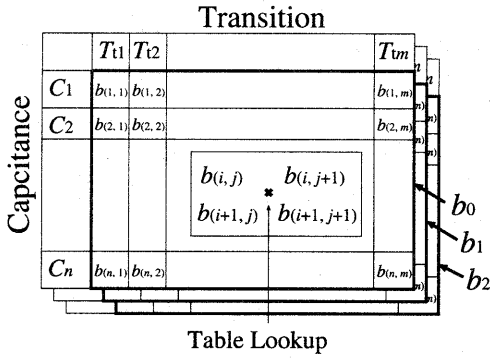 Transition
Tt1 Tt2 Ttm
n
C1 b(1, 1) b(1, 2) b(1, m) n)
C2 b(2, 1) b(2, 2) b(2, m) n)
Capcitance
b(i, j) b(i, j+1)
b(i+1, j) b(i+1, j+1)
b0
b1
b2
Cn b(n, 1) b(n, 2) b(n, m) n)
Table Lookup